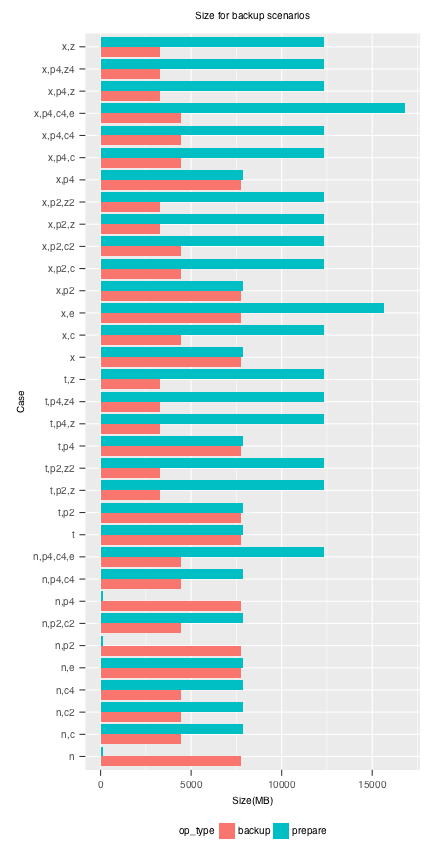 Size for backup scenarios
x,z
x,p4,z4
x,p4,z
x,p4,c4,e
x,p4,c4
x,p4,c
x,p4
x,p2,z2
x,p2,z
x,p2,c2
x,p2,c
x,p2
x,e
x,c
x
t,z
t,p4,z4
t,p4,z
t,p4
t,p2,z2
t,p2,z
t,p2
t
n,p4,c4,e
n,p4,c4
n,p4
n,p2,c2
n,p2
n,e
n,c4
n,c2
n,c
n
Case
0 5000 10000 15000
Size(MB)
op_type backup prepare